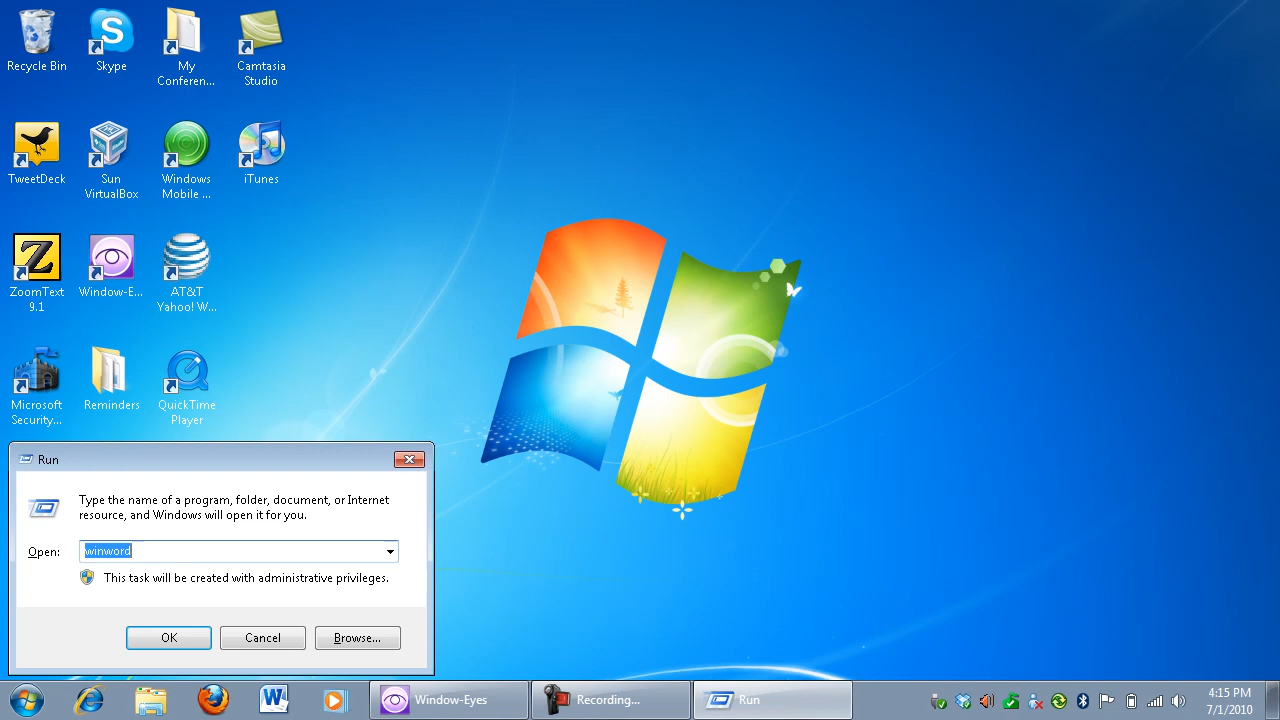 Recycle Bin
Skype
My
Conferen...
Camtasia
Studio
TweetDeck
Sun
VirtualBox
Windows
Mobile ...
iTunes
ZoomText
9.1
Window-E...
AT&T
Yahoo! W...
Microsoft
Security...
Reminders
QuickTime
Player
Run
Type the name of a program, folder, document, or Internet
resource, and Windows will open it for you.
Open:
winword
This task will be created with administrative privileges.
OK
Cancel
Browse...
Window-Eyes
Recording...
Run
4:15 PM
7/1/2010